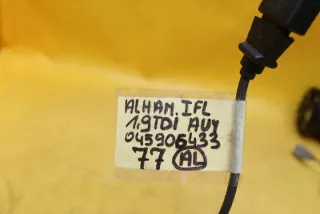 ALHAM. IFL
1,9TDI AUY
045906433
77 AL